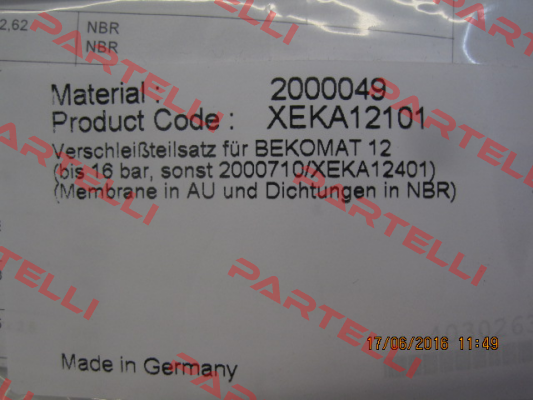 2,62 NBR
NBR
Material : 2000049
Product Code : XEKA12101
Verschleißteilsatz für BEKOMAT 12
(bis 16 bar, sonst 2000710/XEKA12401)
(Membrane in AU und Dichtungen in NBR)
Made in Germany
17/06/2016 11:49
PARTELLI
PARTELLI
PARTELLI
PARTELLI
PARTELLI